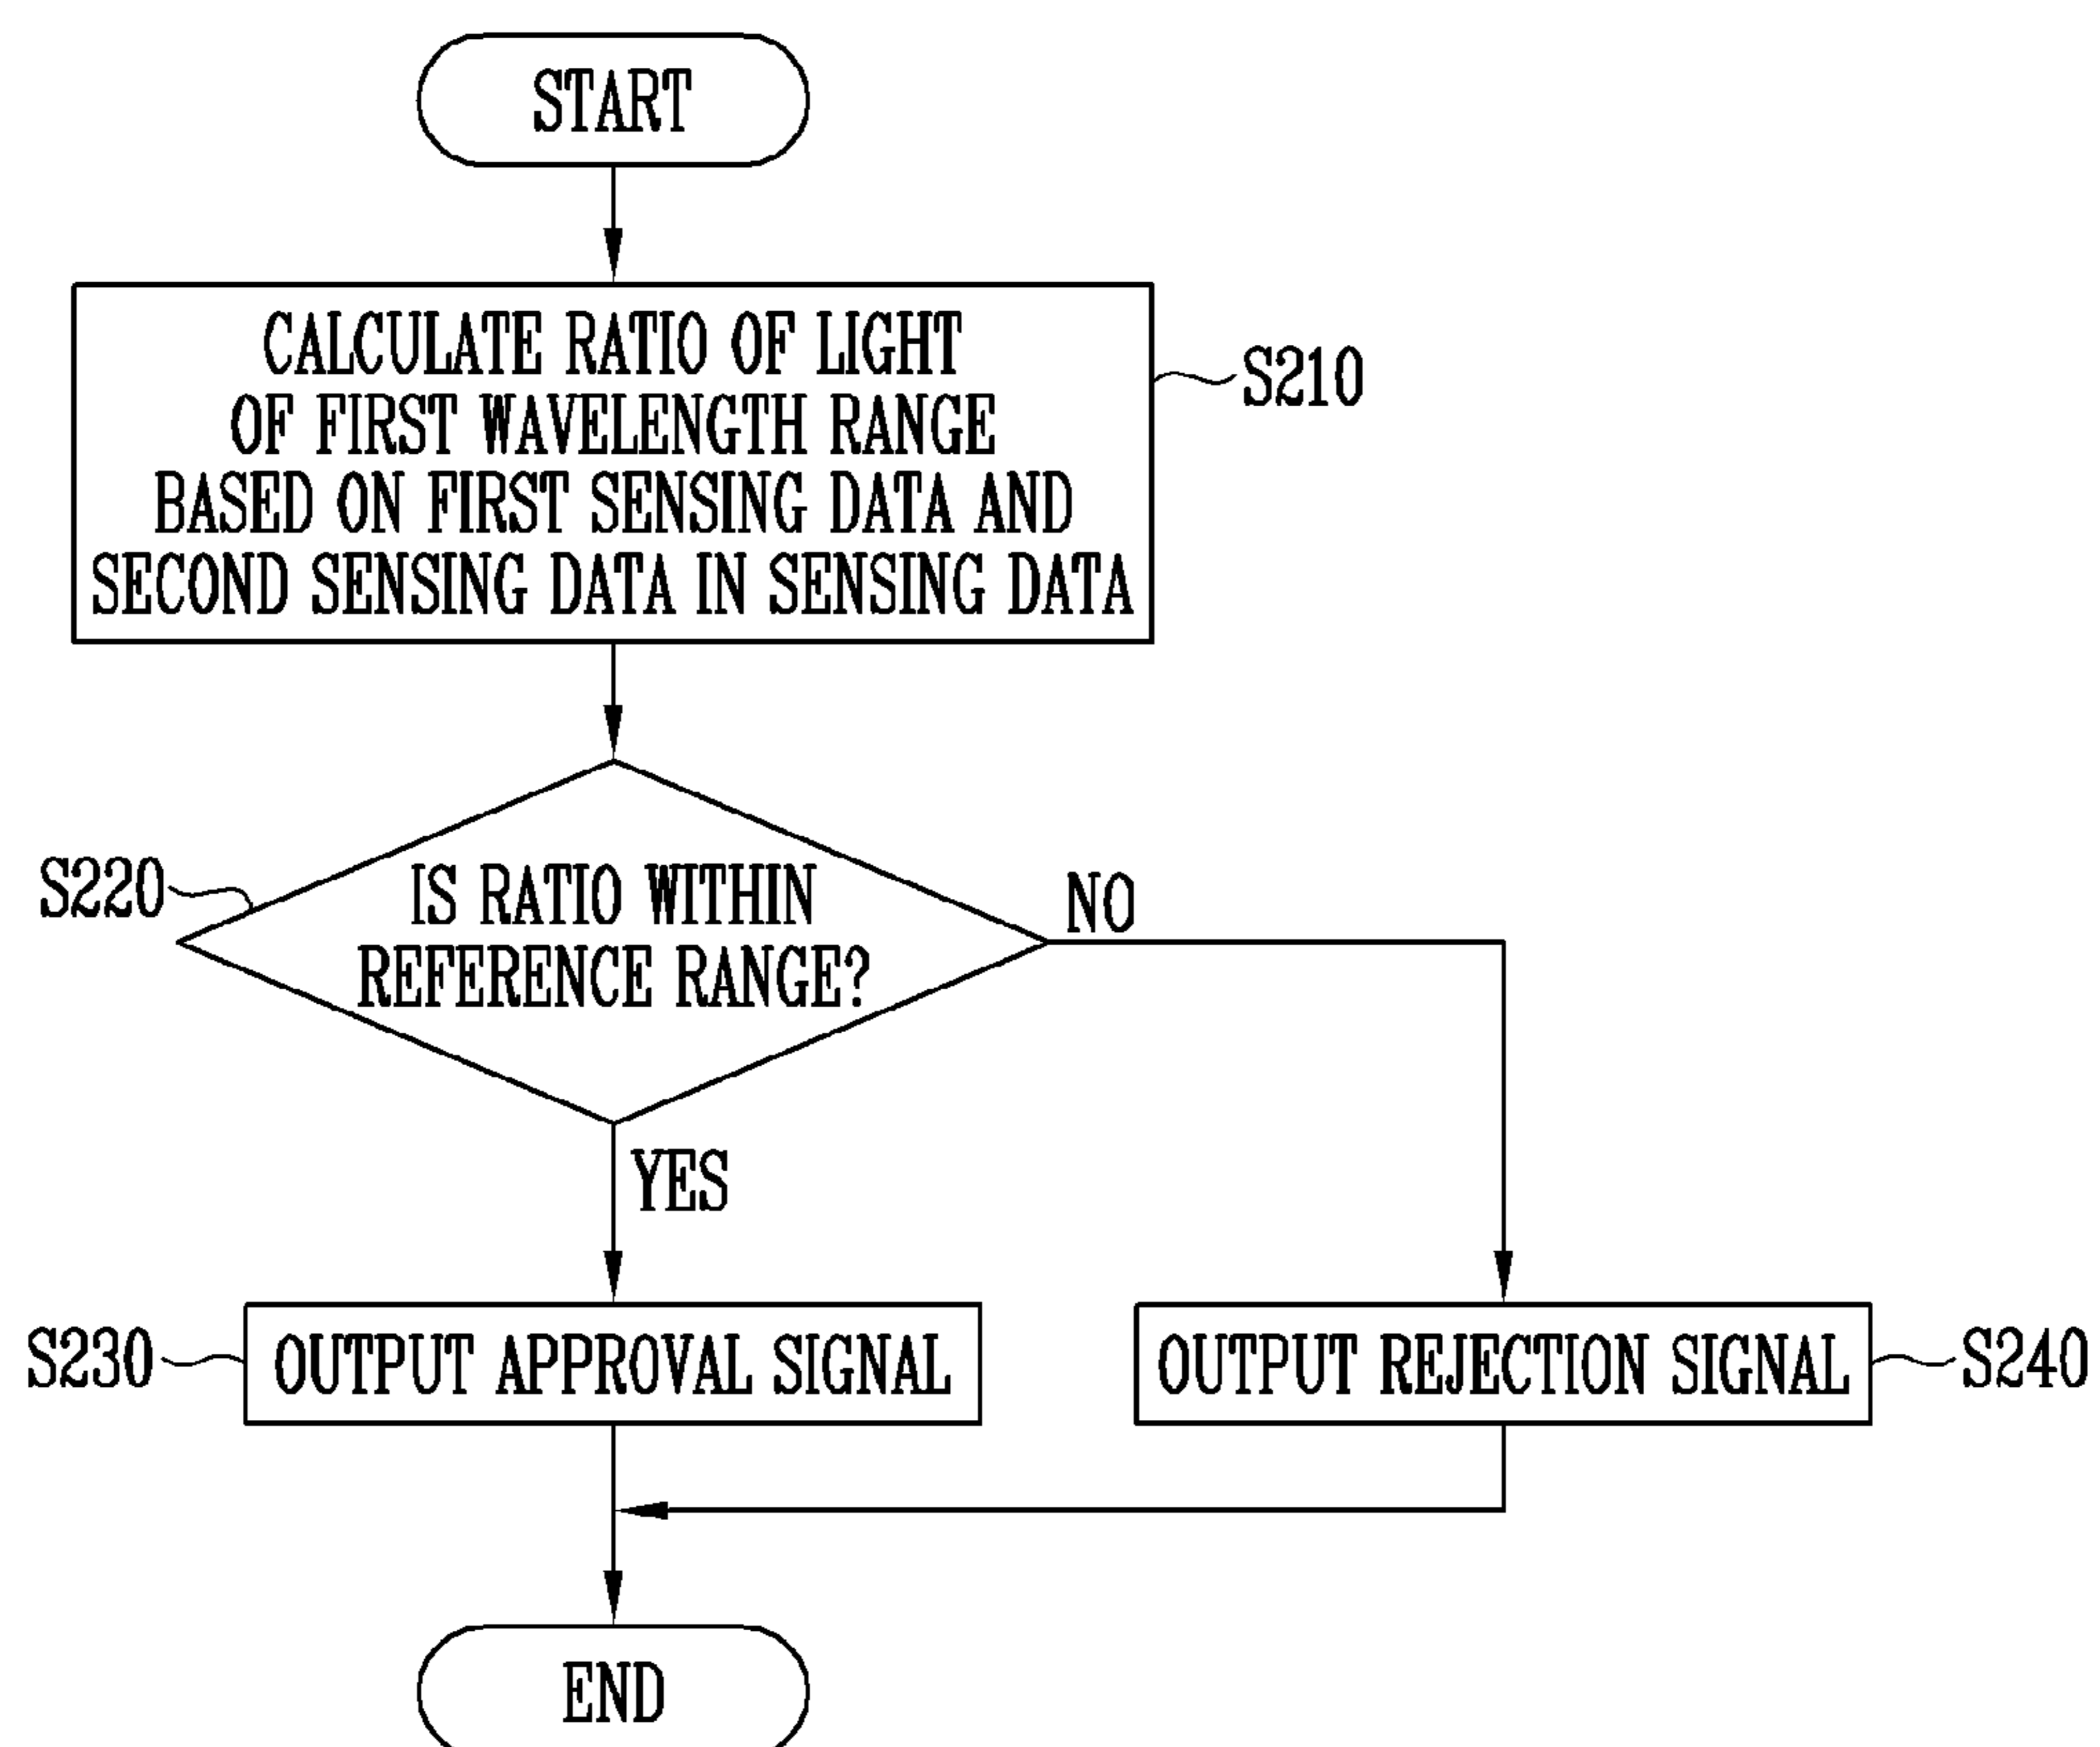 START
CALCULATE RATIO OF LIGHT
OF FIRST WAVELENGTH RANGE
BASED ON FIRST SENSING DATA AND
SECOND SENSING DATA IN SENSING DATA
S210
S220
IS RATIO WITHIN
REFERENCE RANGE?
NO
YES
S230
OUTPUT APPROVAL SIGNAL
OUTPUT REJECTION SIGNAL
S240
END